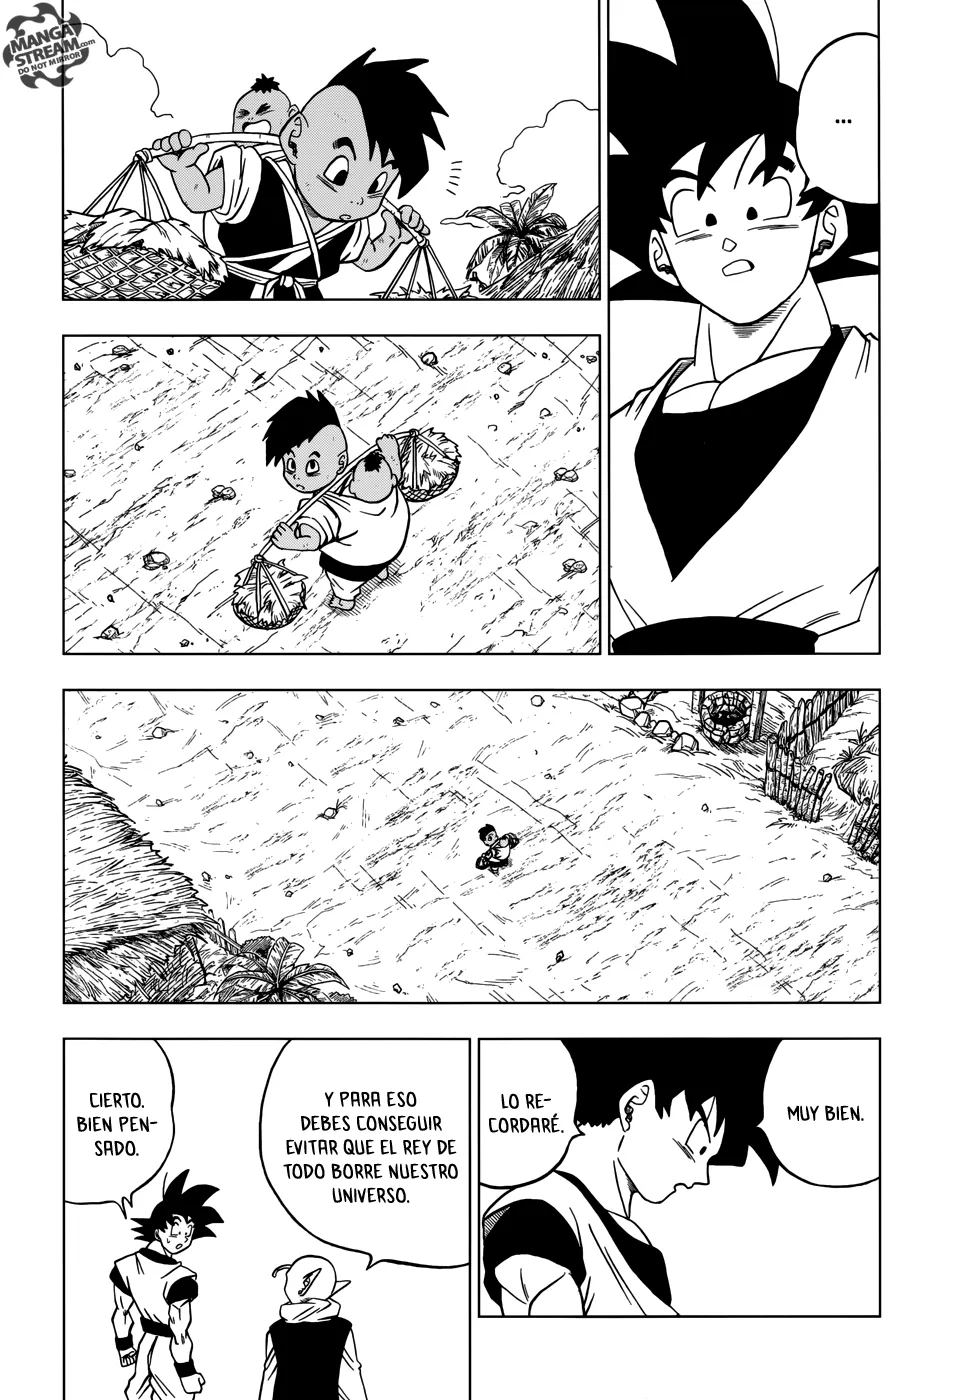 MANGA
STREAM.com
DO NOT MIRROR
...
MUY BIEN.
LO RE-
CORDARÉ.
Y PARA ESO
DEBES CONSEGUIR
EVITAR QUE EL REY DE
TODO BORRE NUESTRO
UNIVERSO.
CIERTO.
BIEN PEN-
SADO.